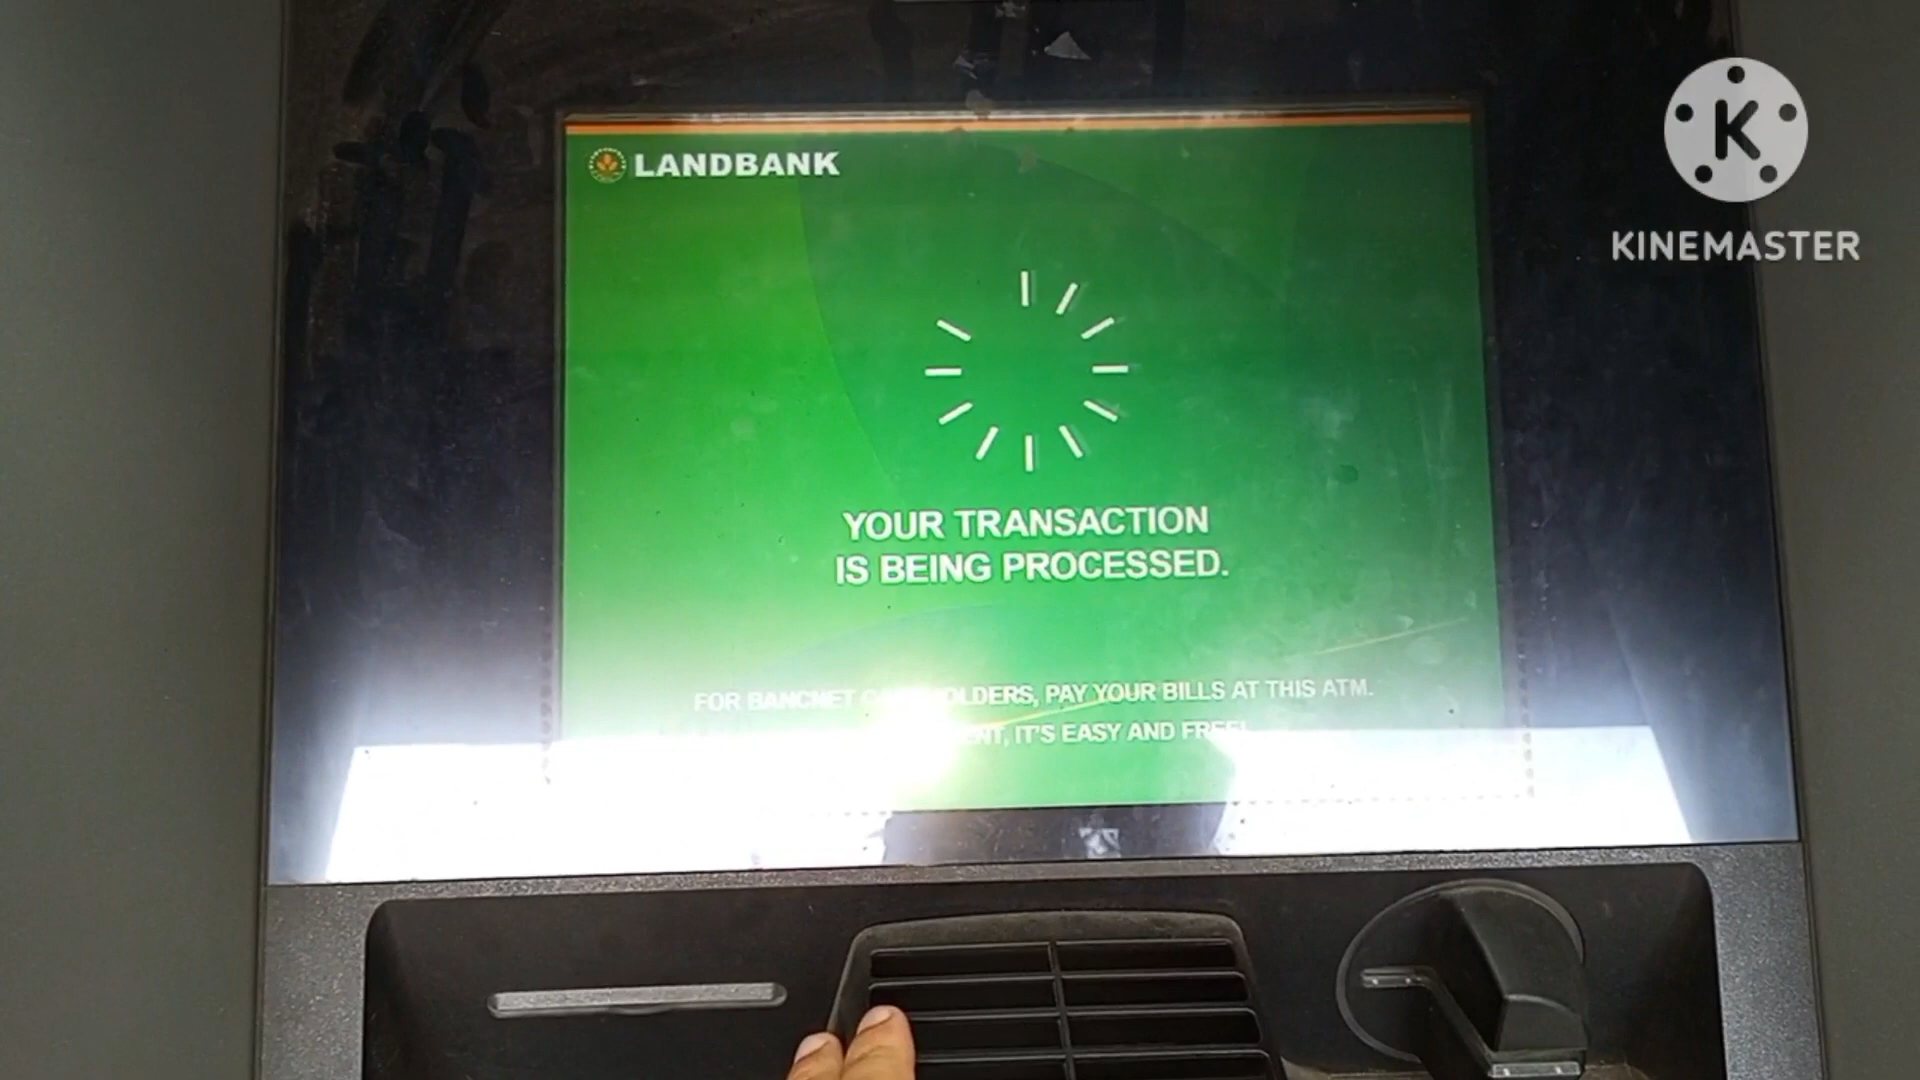 LANDBANK
K
KINEMASTER
YOUR TRANSACTION
IS BEING PROCESSED.
FOR BANCNET CARDHOLDERS, PAY YOUR BILLS AT THIS ATM.
IT'S EASY AND FREE!